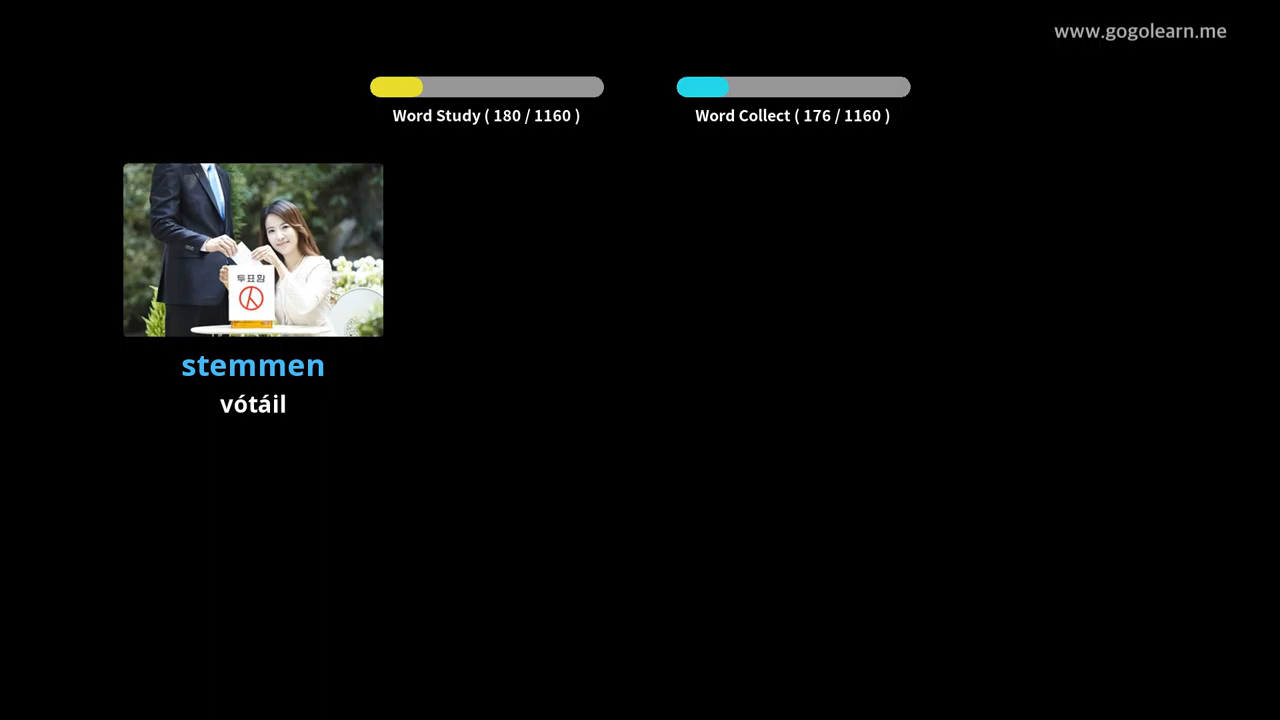 www.gogolearn.me
Word Study ( 180 / 1160 )
Word Collect ( 176 / 1160 )
투표함
stemmen
vótáil